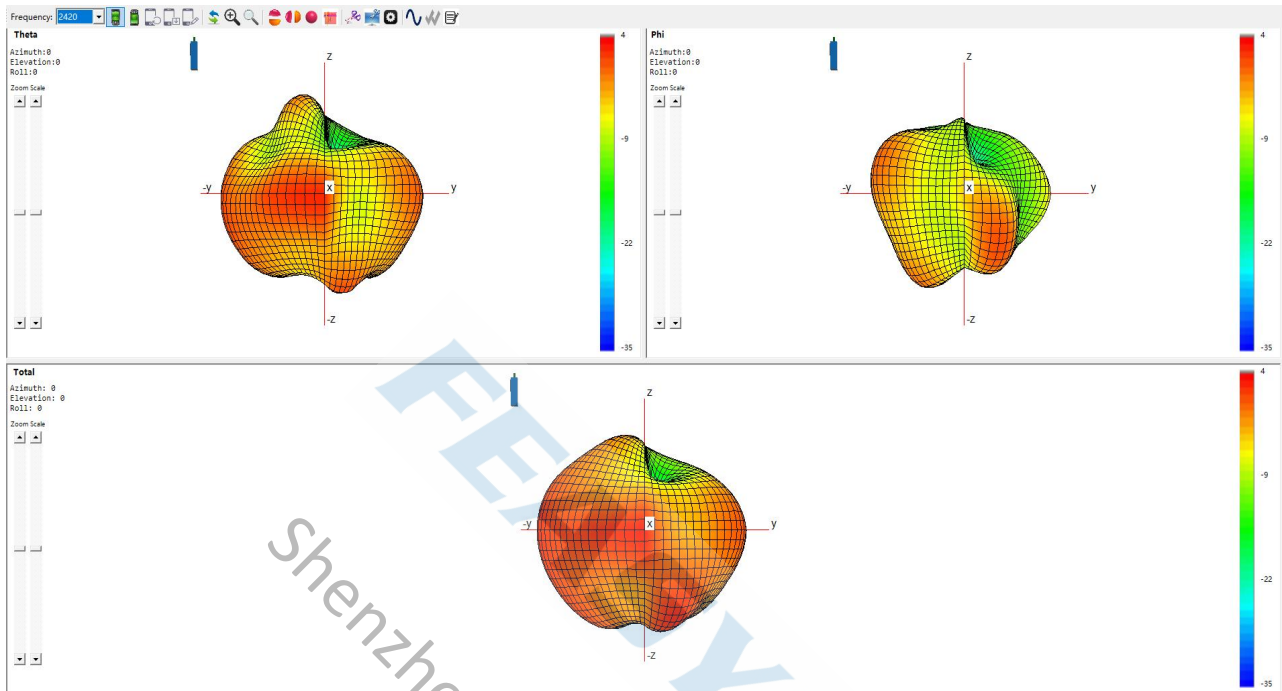 Frequency: 2420
Theta
Azimuth:0
Elevation:0
Roll:0
Zoom Scale
Z
-y
X
y
-Z
4
-9
-22
-35
Phi
Azimuth:0
Elevation:0
Roll:0
Zoom Scale
Z
-y
X
y
-Z
4
-9
-22
-35
Total
Azimuth: 0
Elevation: 0
Roll: 0
Zoom Scale
Z
-y
X
y
-Z
4
-9
-22
-35